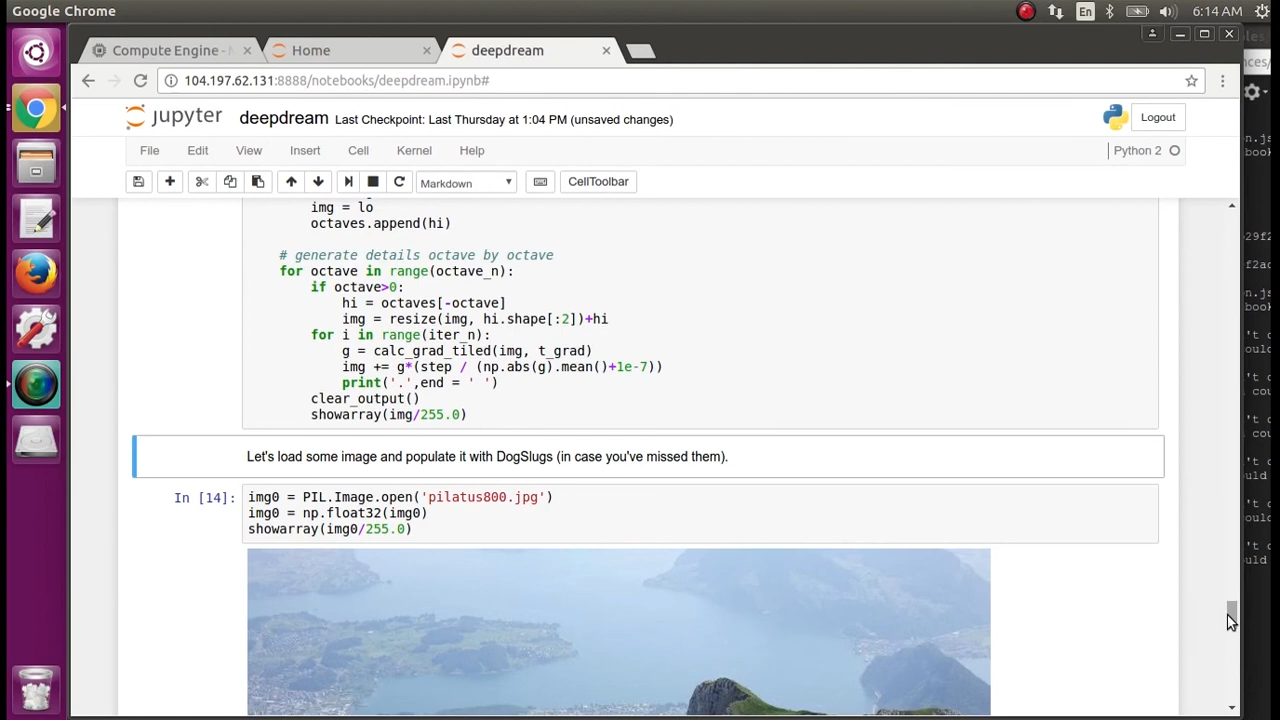 Google Chrome
En
6:14 AM
Compute Engine -
Home
deepdream
104.197.62.131:8888/notebooks/deepdream.ipynb#
jupyter deepdream Last Checkpoint: Last Thursday at 1:04 PM (unsaved changes)
Logout
File Edit View Insert Cell Kernel Help
Python 2
Markdown
CellToolbar
img = lo
octaves.append(hi)
# generate details octave by octave
for octave in range(octave_n):
if octave>0:
hi = octaves[-octave]
img = resize(img, hi.shape[:2])+hi
for i in range(iter_n):
g = calc_grad_tiled(img, t_grad)
img += g*(step / (np.abs(g).mean()+1e-7))
print('.',end = ' ')
clear_output()
showarray(img/255.0)
Let's load some image and populate it with DogSlugs (in case you've missed them).
In [14]:
img0 = PIL.Image.open('pilatus800.jpg')
img0 = np.float32(img0)
showarray(img0/255.0)